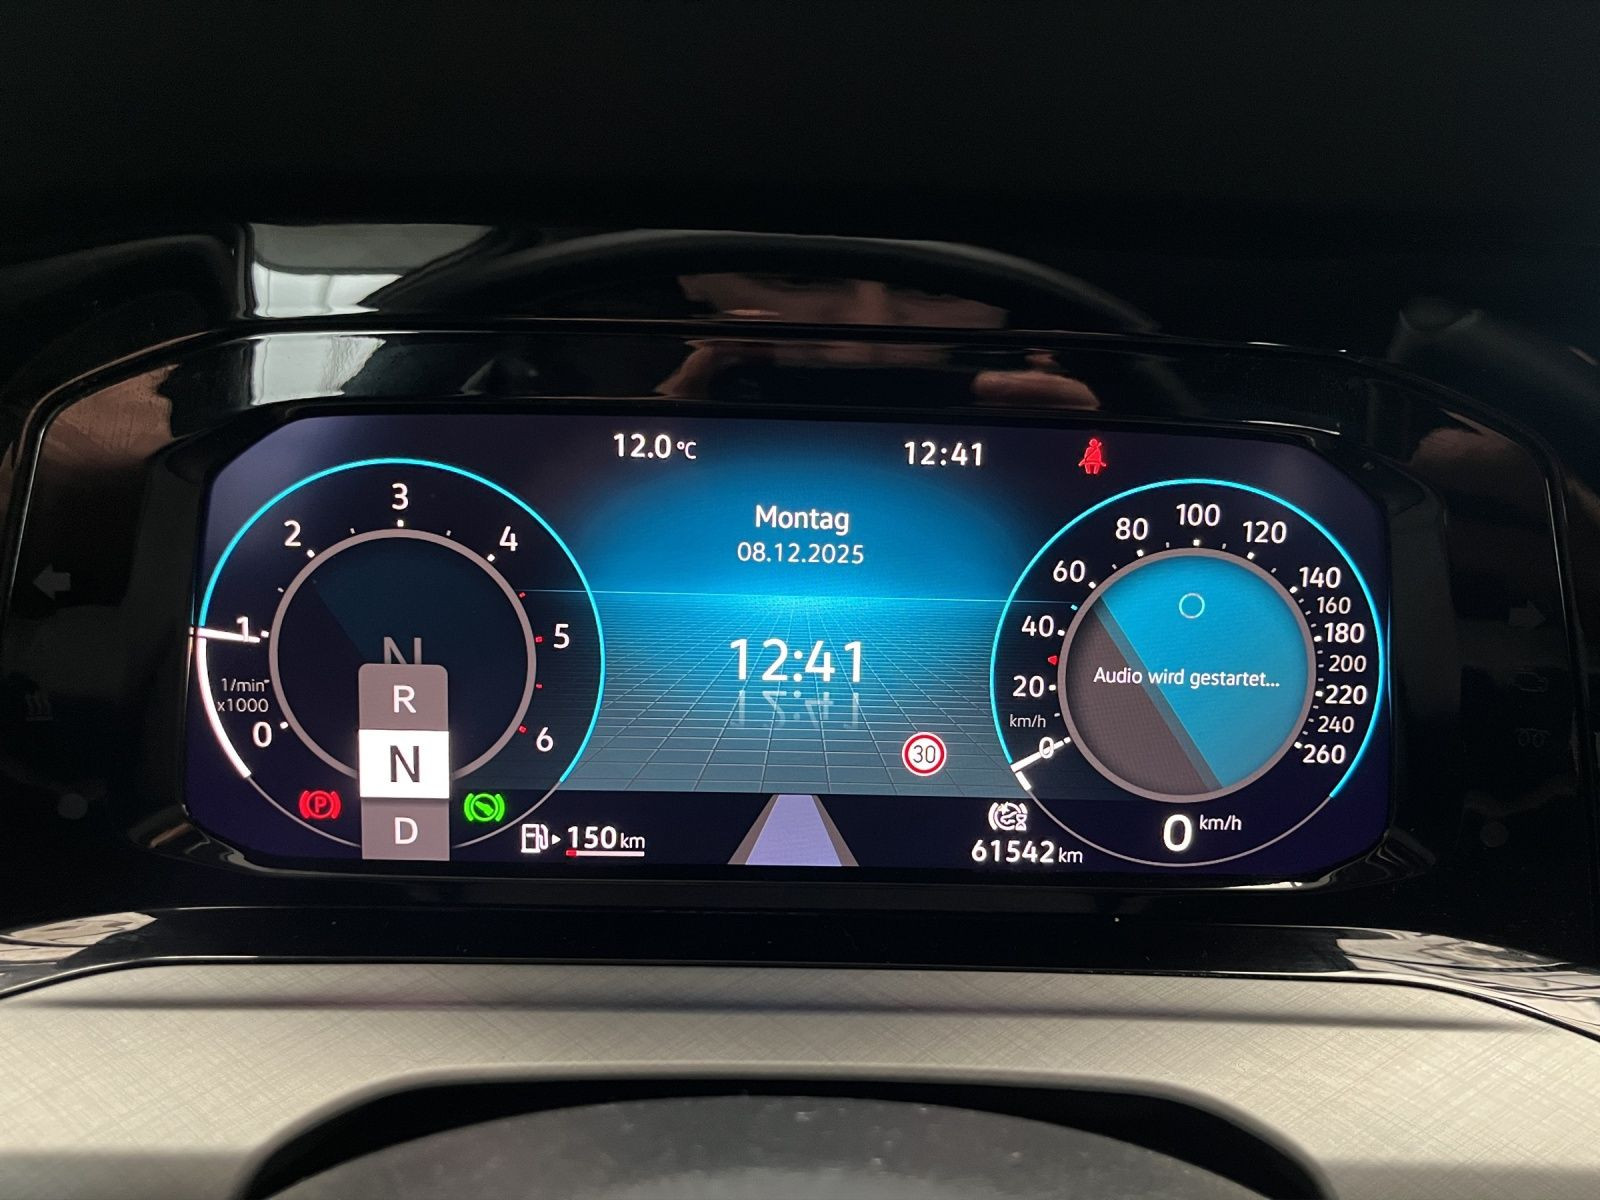 12.0 °C
12:41
Montag
08.12.2025
12:41
30
0
1
2
3
4
5
6
1/min
x1000
N
R
N
D
P
150 km
61542 km
0
20
40
60
80
100
120
140
160
180
200
220
240
260
km/h
Audio wird gestartet...
0 km/h